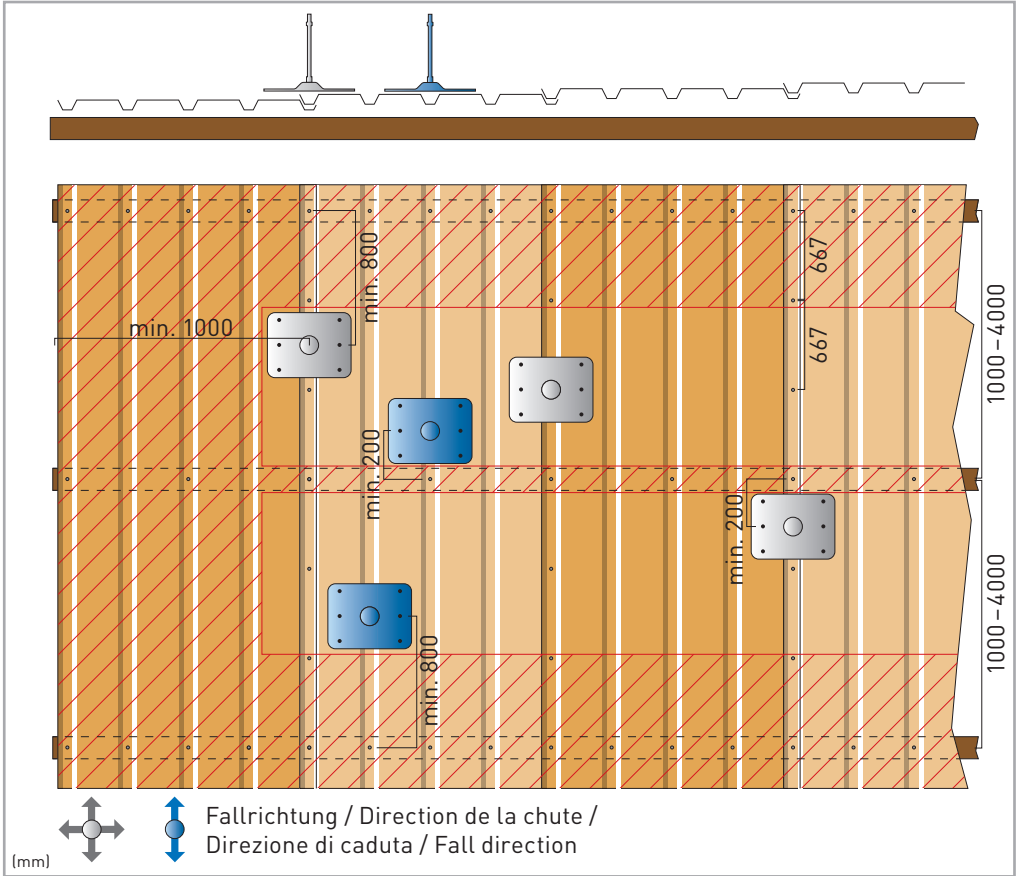 min. 800
min. 1000
667
667
1000 – 4000
min. 200
min. 200
1000 – 4000
min. 800
Fallrichtung / Direction de la chute /
Direzione di caduta / Fall direction
(mm)